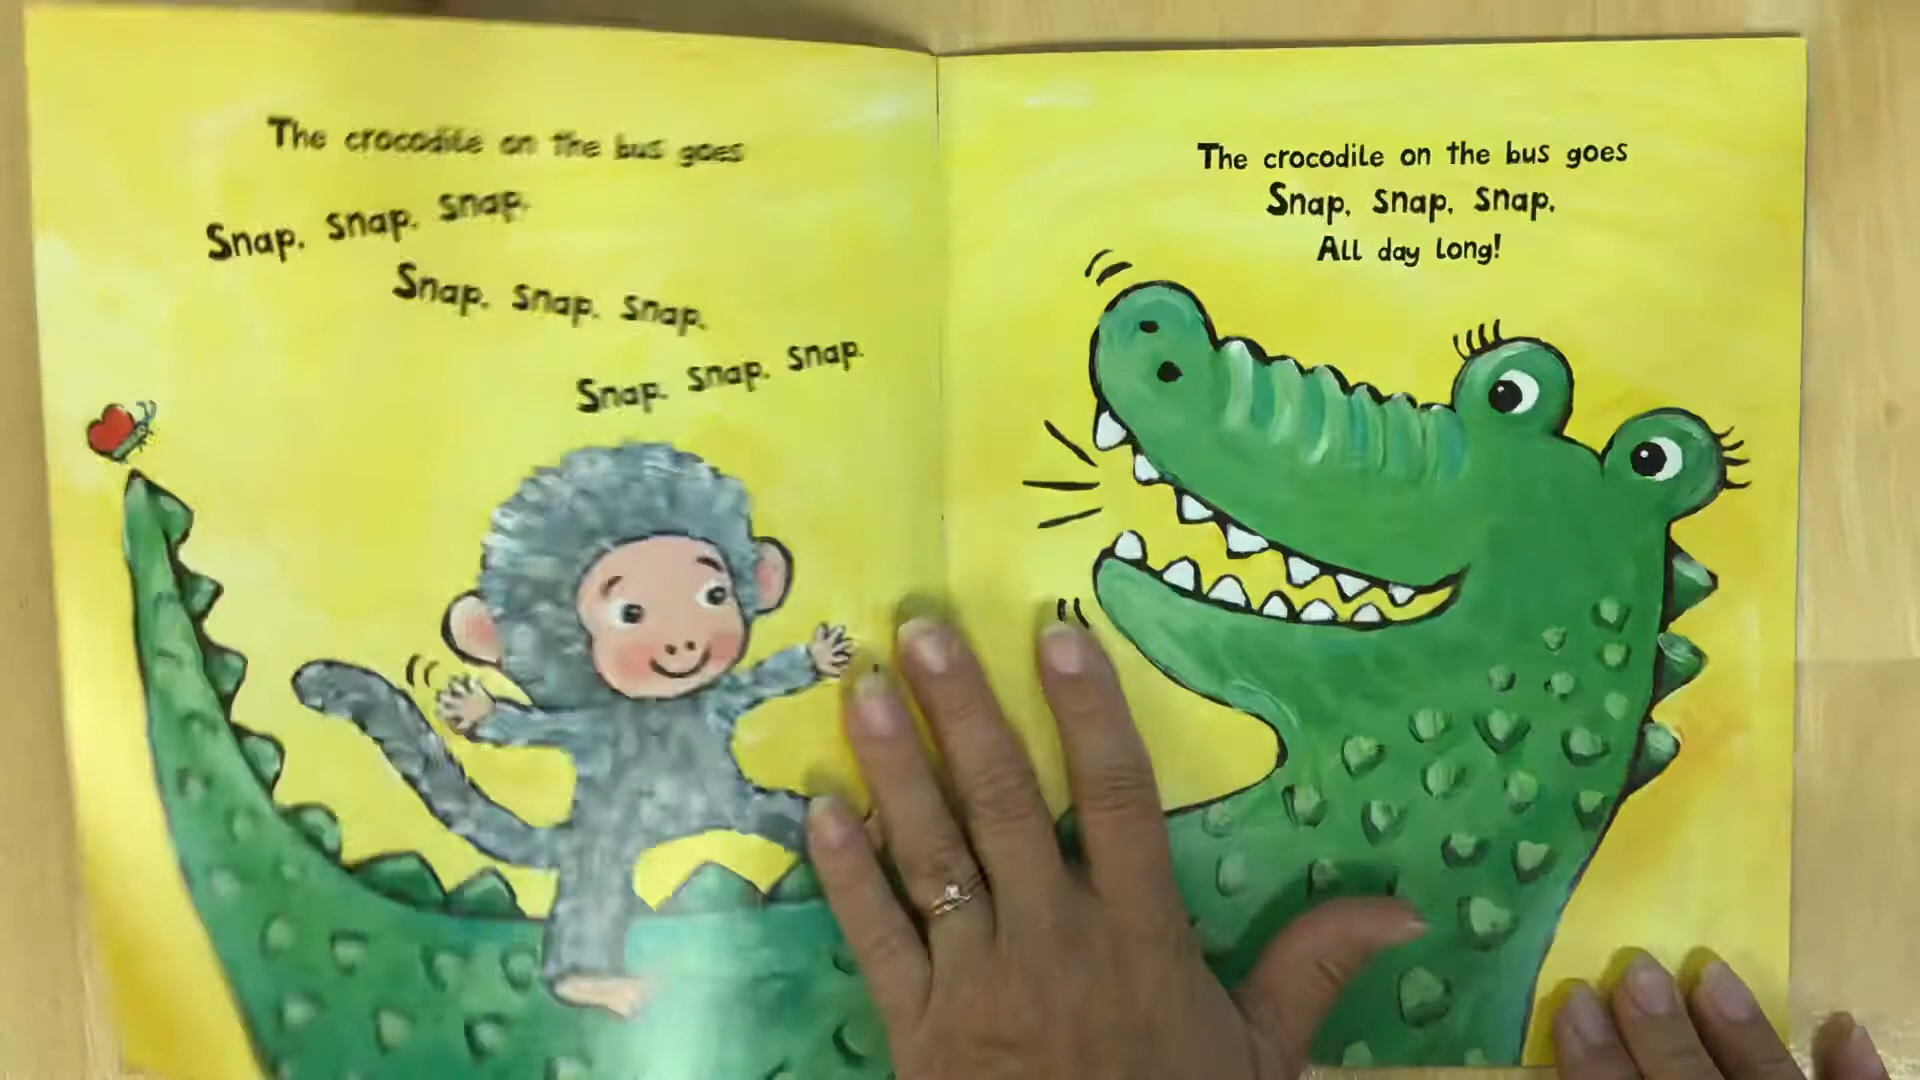 The crocodile on the bus goes
Snap, snap, snap,
Snap, snap, snap,
Snap, snap, snap.
The crocodile on the bus goes
Snap, snap, snap,
All day long!